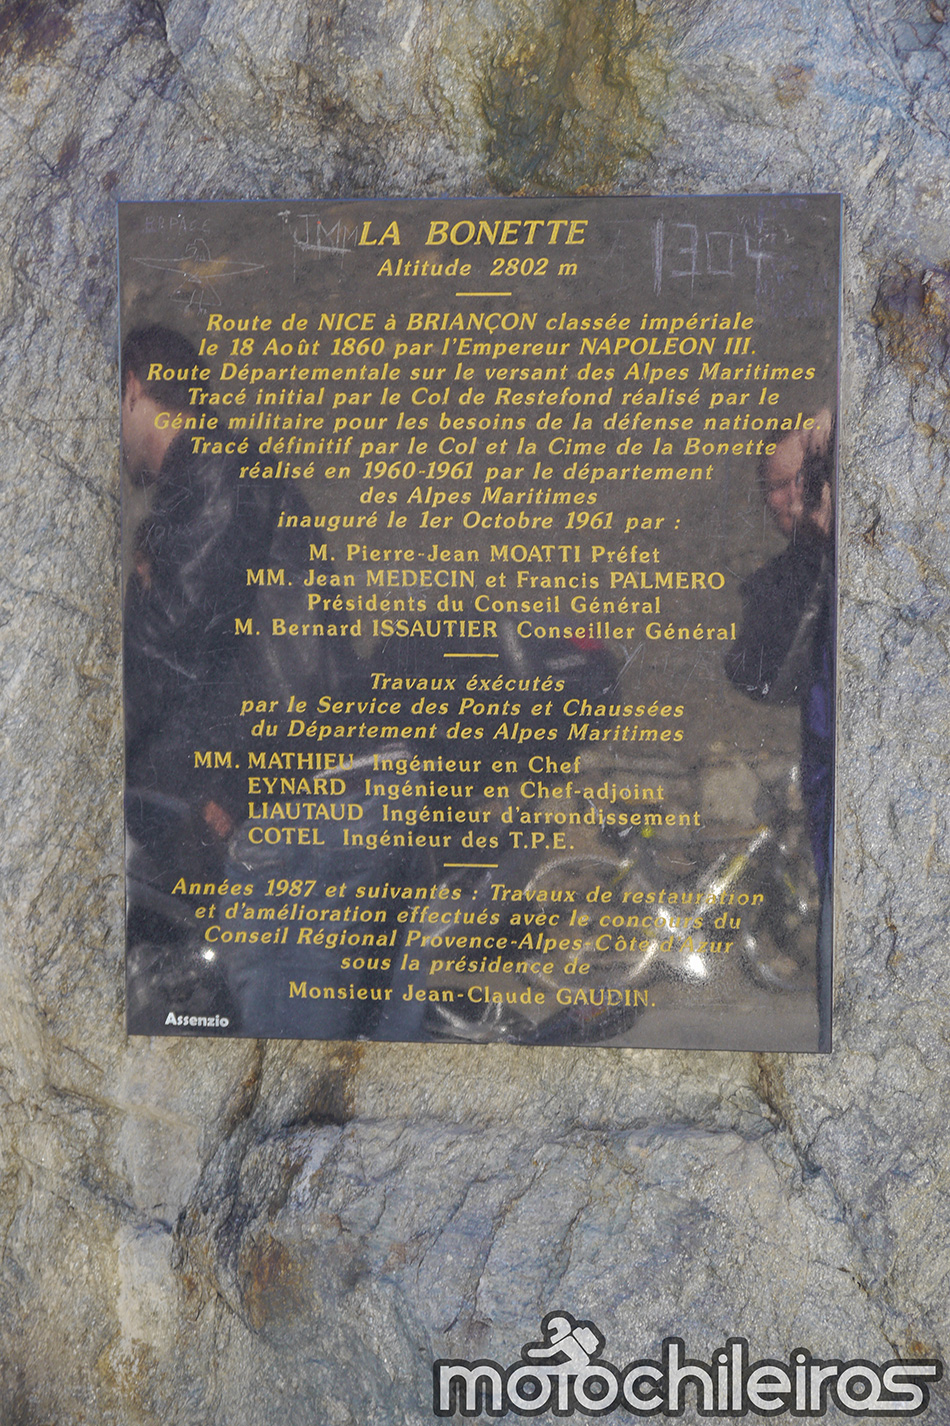 LA BONETTE
Altitude 2802 m
JMM
1304
Route de NICE à BRIANÇON classée impériale
le 18 Août 1860 par l'Empereur NAPOLEON III.
Route Départementale sur le versant des Alpes Maritimes
Tracé initial par le Col de Restefond réalisé par le
Génie militaire pour les besoins de la défense nationale.
Tracé définitif par le Col et la Cime de la Bonette
réalisé en 1960-1961 par le département
des Alpes Maritimes
inauguré le 1er Octobre 1961 par :
M. Pierre-Jean MOATTI Préfet
MM. Jean MEDECIN et Francis PALMERO
Présidents du Conseil Général
M. Bernard ISSAUTIER Conseiller Général
Travaux éxécutés
par le Service des Ponts et Chaussées
du Département des Alpes Maritimes
MM. MATHIEU Ingénieur en Chef
EYNARD Ingénieur en Chef-adjoint
LIAUTAUD Ingénieur d'arrondissement
COTEL Ingénieur des T.P.E.
Années 1987 et suivantes : Travaux de restauration
et d'amélioration effectués avec le concours du
Conseil Régional Provence-Alpes-Côte d'Azur
sous la présidence de
Monsieur Jean-Claude GAUDIN.
Assenzio
motochileiros